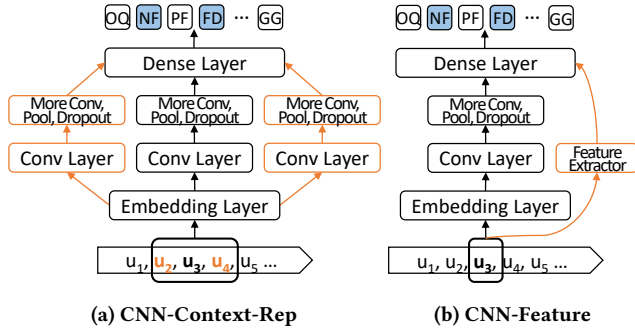 OQ NF PF FD ... GG
Dense Layer
More Conv,
Pool, Dropout
More Conv,
Pool, Dropout
More Conv,
Pool, Dropout
Conv Layer
Conv Layer
Conv Layer
Embedding Layer
u₁, u₂, u₃, u₄, u₅ ...
(a) CNN-Context-Rep
OQ NF PF FD ... GG
Dense Layer
More Conv,
Pool, Dropout
Conv Layer
Feature
Extractor
Embedding Layer
u₁, u₂, u₃, u₄, u₅ ...
(b) CNN-Feature